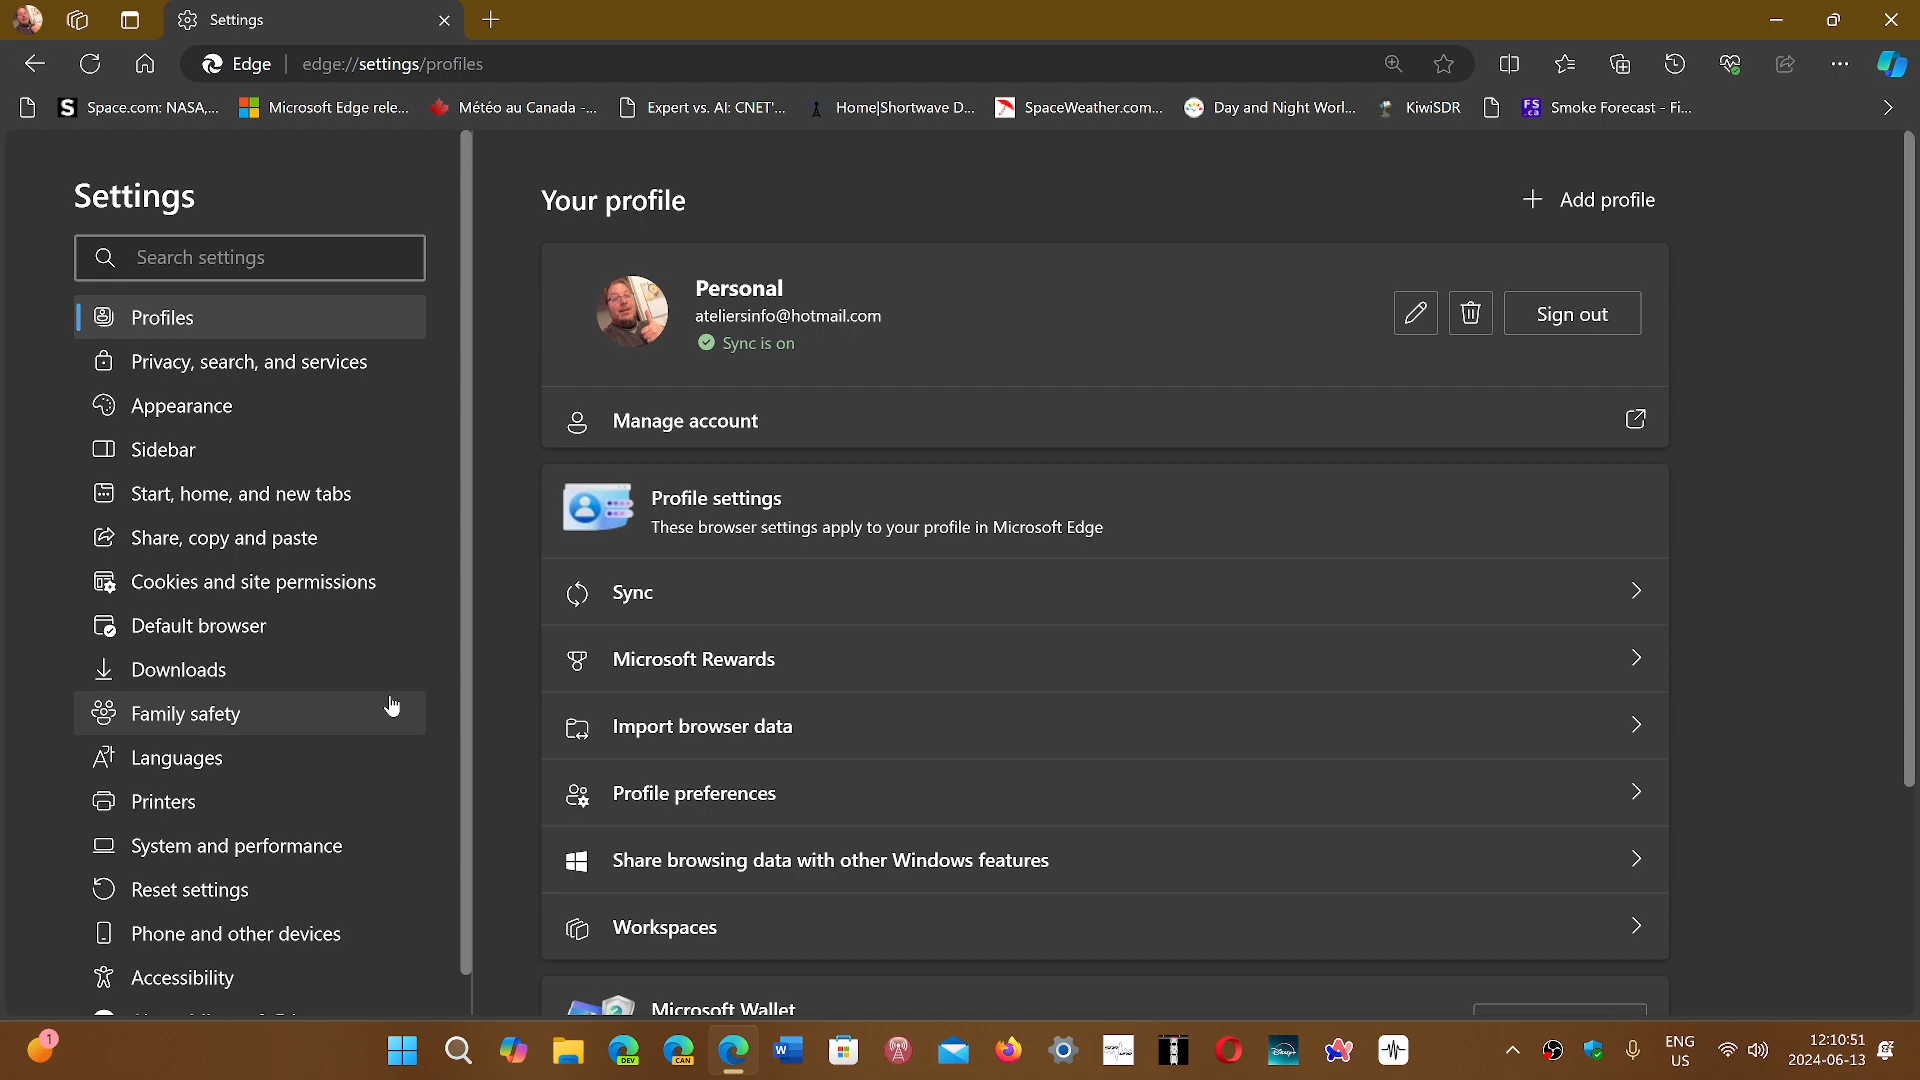 Settings
Edge
edge://settings/profiles
Space.com: NASA,...
Microsoft Edge rele...
Météo au Canada -...
Expert vs. AI: CNET'...
Home|Shortwave D...
SpaceWeather.com...
Day and Night Worl...
KiwiSDR
FS.ca
Smoke Forecast - Fi...
Settings
Search settings
Profiles
Privacy, search, and services
Appearance
Sidebar
Start, home, and new tabs
Share, copy and paste
Cookies and site permissions
Default browser
Downloads
Family safety
Languages
Printers
System and performance
Reset settings
Phone and other devices
Accessibility
Your profile
Add profile
Personal
ateliersinfo@hotmail.com
Sync is on
Sign out
Manage account
Profile settings
These browser settings apply to your profile in Microsoft Edge
Sync
Microsoft Rewards
Import browser data
Profile preferences
Share browsing data with other Windows features
Workspaces
Microsoft Wallet
1
DEV
CAN
W
Disney+
ENG
US
12:10:51
2024-06-13